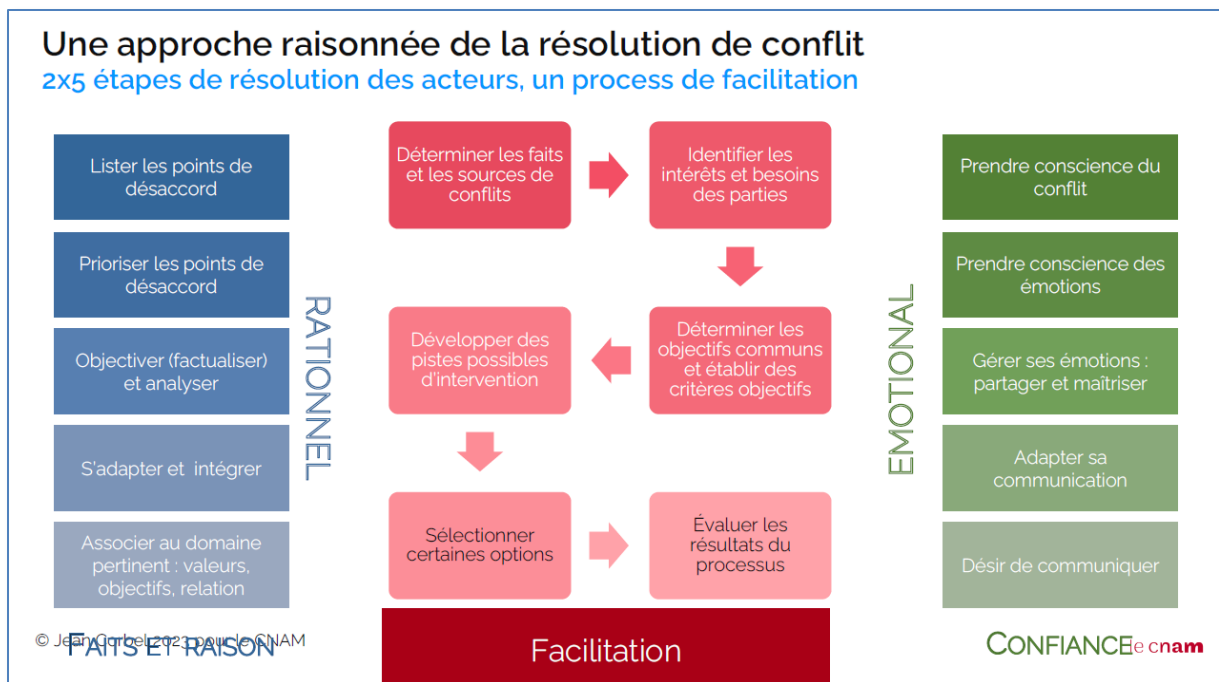 Une approche raisonnée de la résolution de conflit
2x5 étapes de résolution des acteurs, un process de facilitation
Lister les points de
désaccord
Prioriser les points de
désaccord
Objectiver (factualiser)
et analyser
S'adapter et intégrer
Associer au domaine
pertinent : valeurs,
objectifs, relation
RATIONNEL
FAITS ET RAISON
© Jean Corbel 2023 pour le CNAM
Déterminer les faits
et les sources de
conflits
Identifier les
intérêts et besoins
des parties
Déterminer les
objectifs communs
et établir des
critères objectifs
Développer des
pistes possibles
d'intervention
Sélectionner
certaines options
Évaluer les
résultats du
processus
Facilitation
EMOTIONAL
Prendre conscience du
conflit
Prendre conscience des
émotions
Gérer ses émotions :
partager et maîtriser
Adapter sa
communication
Désir de communiquer
CONFIANCE
le cnam